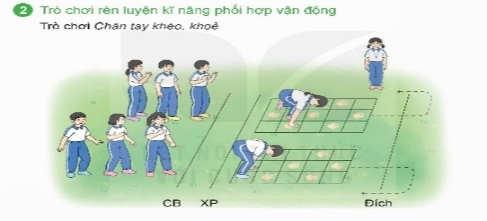 2 Trò chơi rèn luyện kĩ năng phối hợp vận động
Trò chơi Chân tay khéo, khoẻ
CB XP Đích